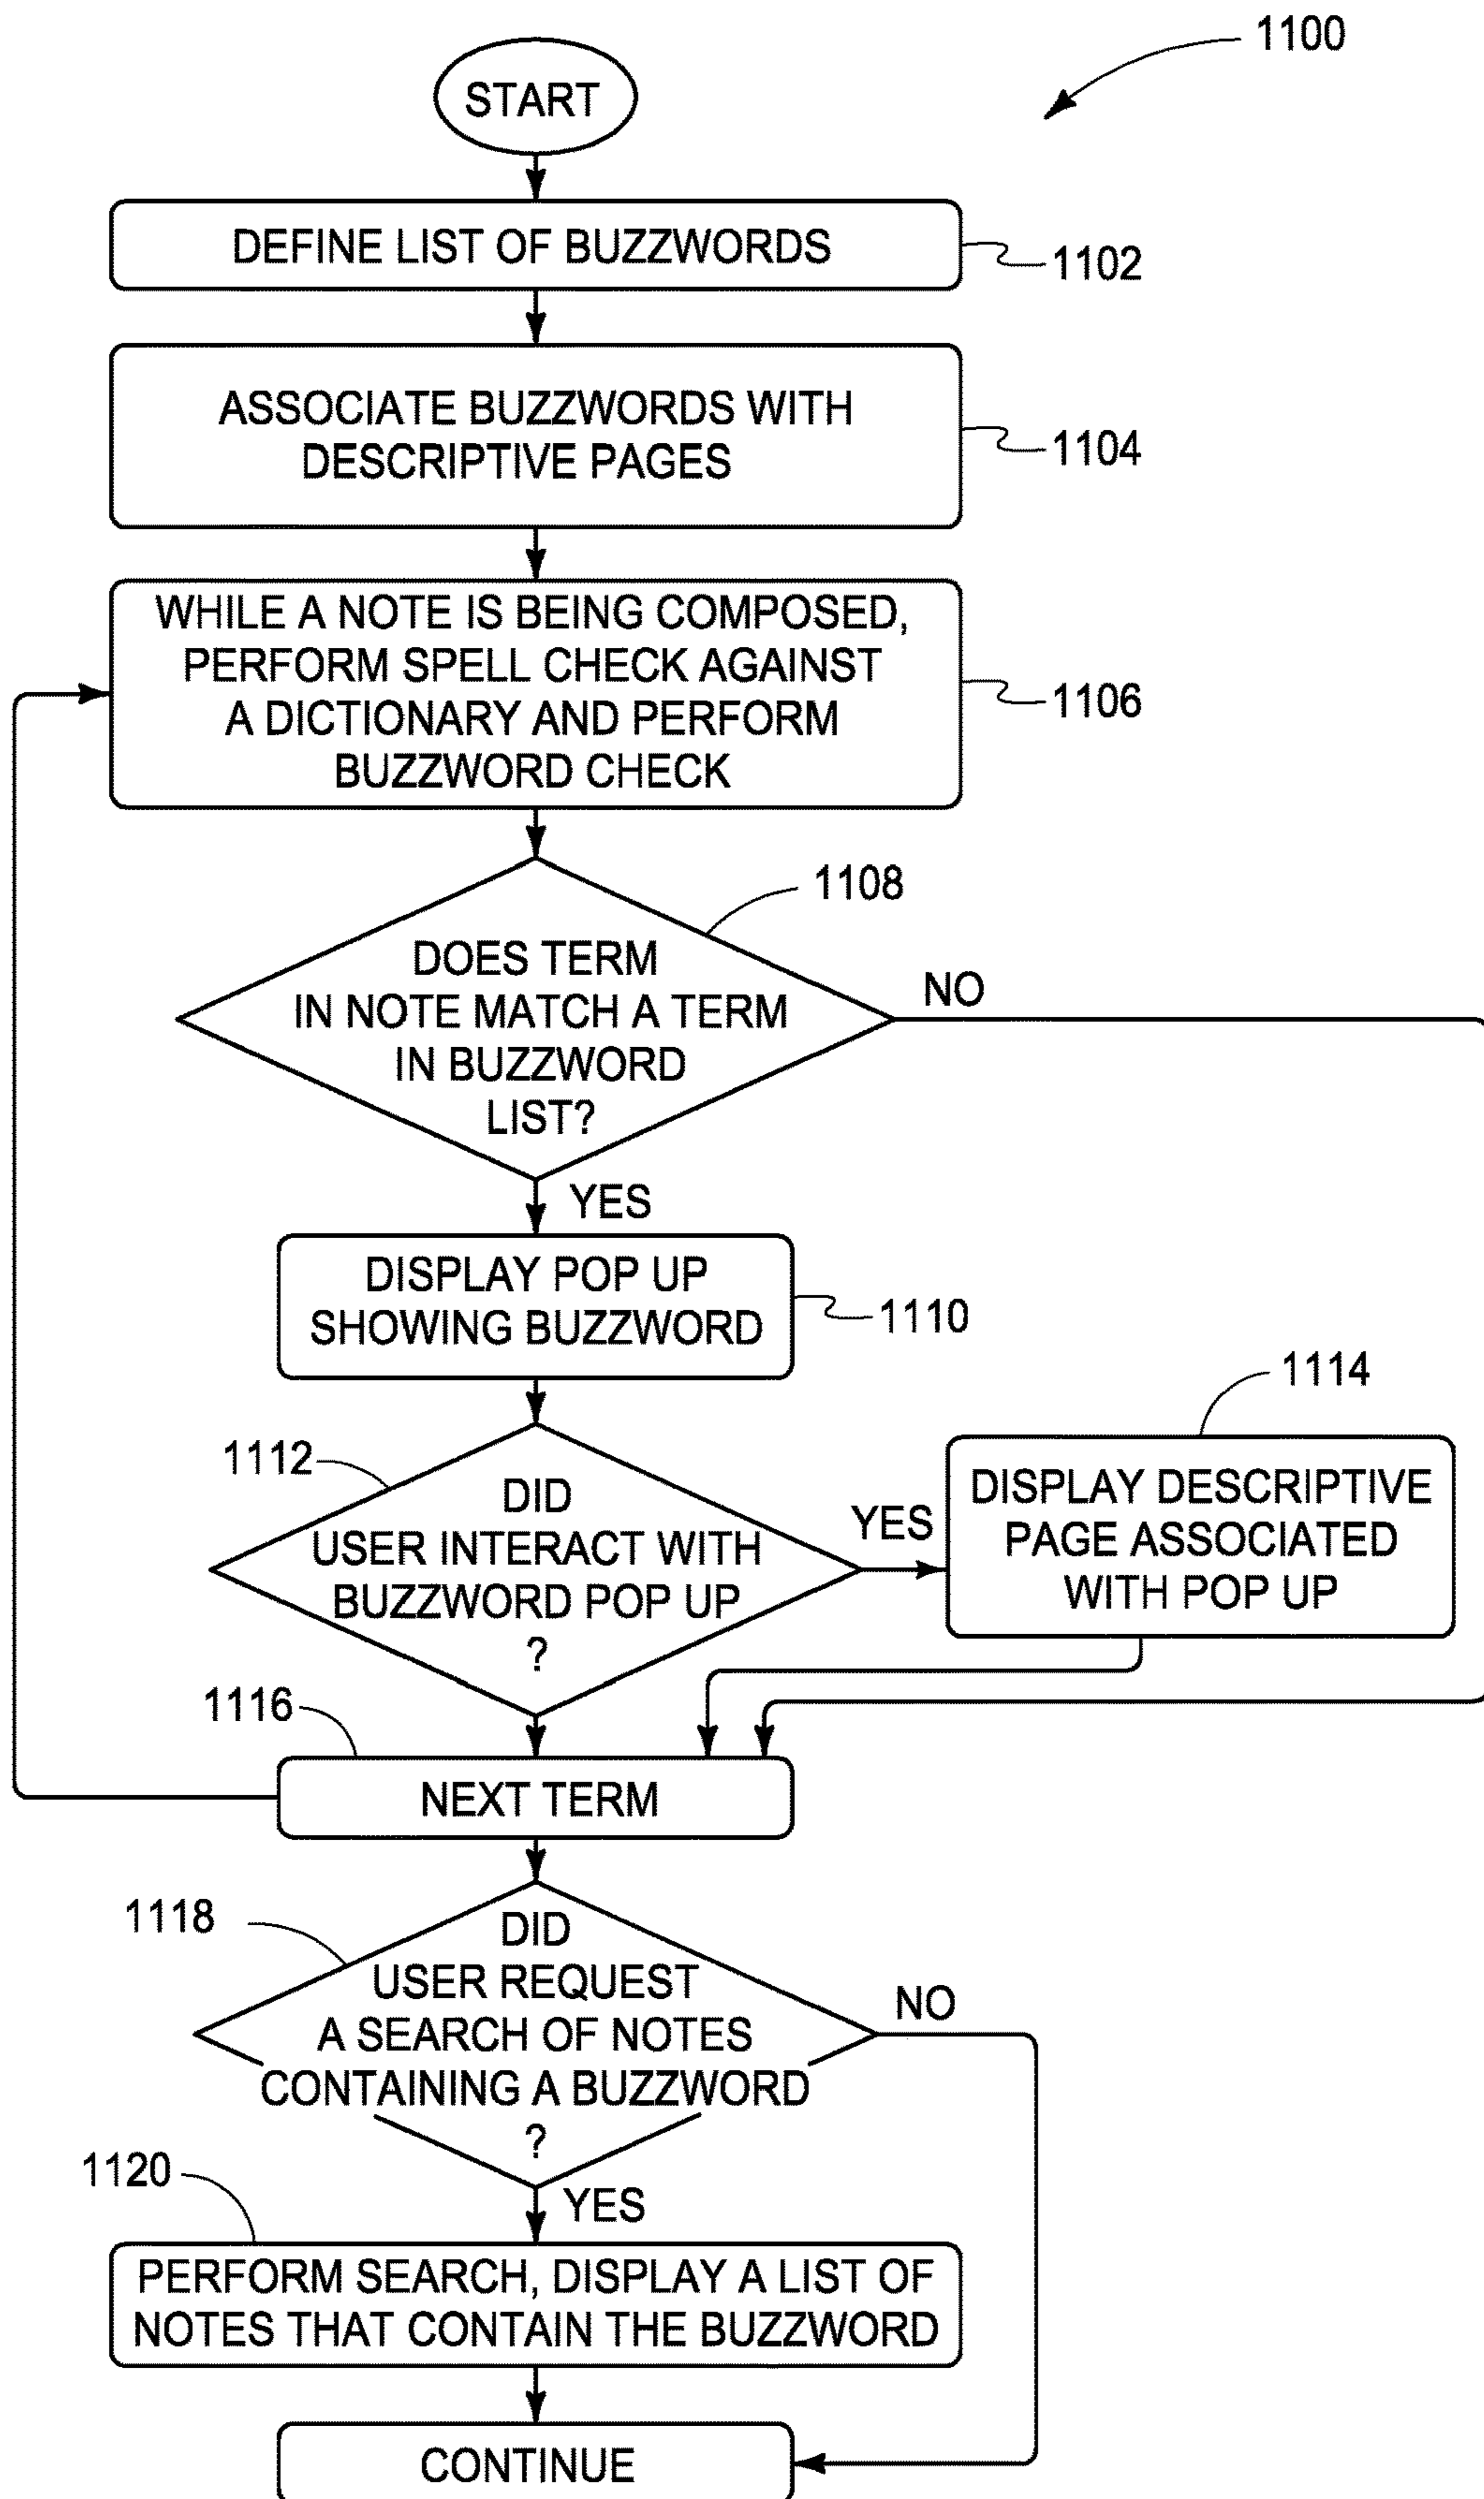 1100
START
DEFINE LIST OF BUZZWORDS
1102
ASSOCIATE BUZZWORDS WITH
DESCRIPTIVE PAGES
1104
WHILE A NOTE IS BEING COMPOSED,
PERFORM SPELL CHECK AGAINST
A DICTIONARY AND PERFORM
BUZZWORD CHECK
1106
1108
DOES TERM
IN NOTE MATCH A TERM
IN BUZZWORD
LIST?
NO
YES
DISPLAY POP UP
SHOWING BUZZWORD
1110
1112
DID
USER INTERACT WITH
BUZZWORD POP UP
?
YES
1114
DISPLAY DESCRIPTIVE
PAGE ASSOCIATED
WITH POP UP
1116
NEXT TERM
1118
DID
USER REQUEST
A SEARCH OF NOTES
CONTAINING A BUZZWORD
?
NO
YES
1120
PERFORM SEARCH, DISPLAY A LIST OF
NOTES THAT CONTAIN THE BUZZWORD
CONTINUE